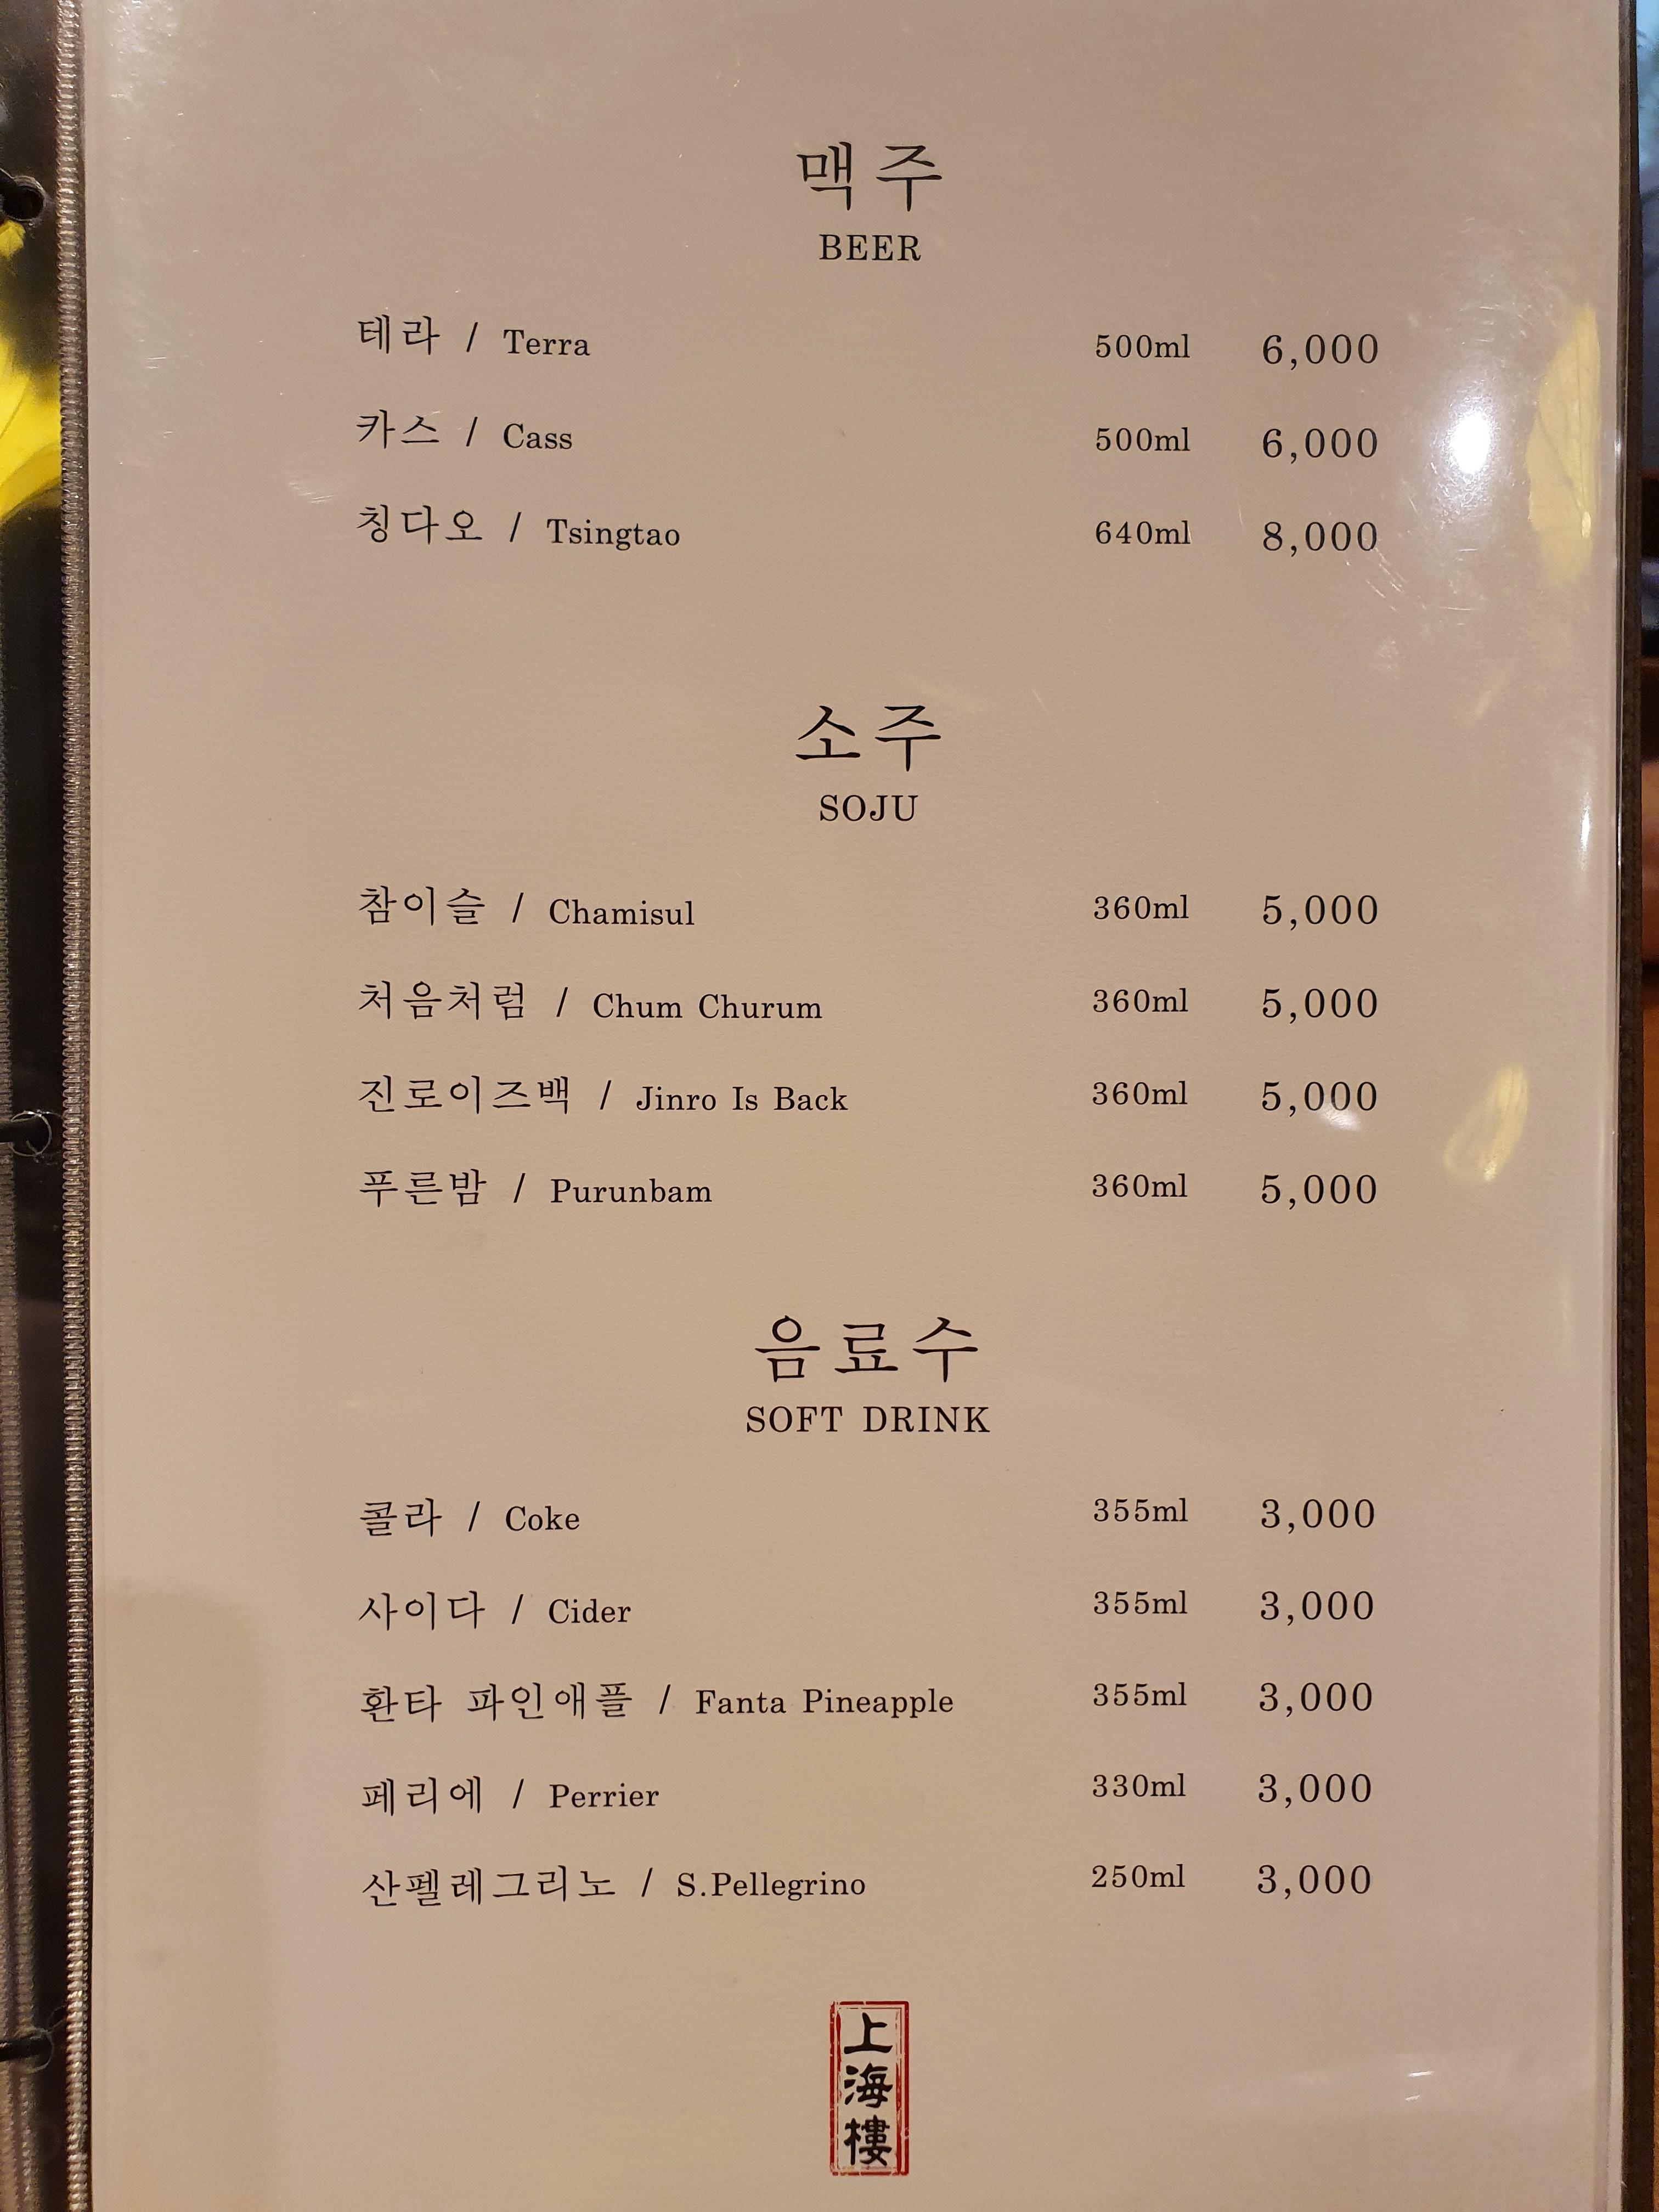 맥주
BEER
테라 / Terra 500ml 6,000
카스 / Cass 500ml 6,000
칭다오 / Tsingtao 640ml 8,000
소주
SOJU
참이슬 / Chamisul 360ml 5,000
처음처럼 / Chum Churum 360ml 5,000
진로이즈백 / Jinro Is Back 360ml 5,000
푸른밤 / Purunbam 360ml 5,000
음료수
SOFT DRINK
콜라 / Coke 355ml 3,000
사이다 / Cider 355ml 3,000
환타 파인애플 / Fanta Pineapple 355ml 3,000
페리에 / Perrier 330ml 3,000
산펠레그리노 / S.Pellegrino 250ml 3,000
上海樓